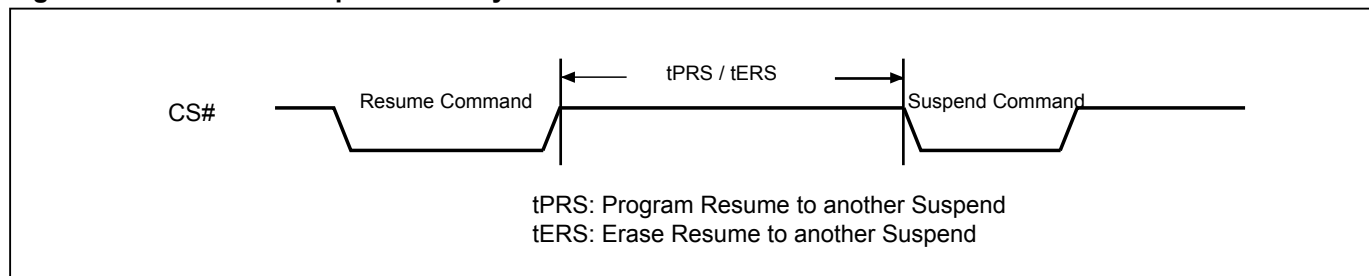 tPRS / tERS
Resume Command
Suspend Command
CS#
tPRS: Program Resume to another Suspend
tERS: Erase Resume to another Suspend